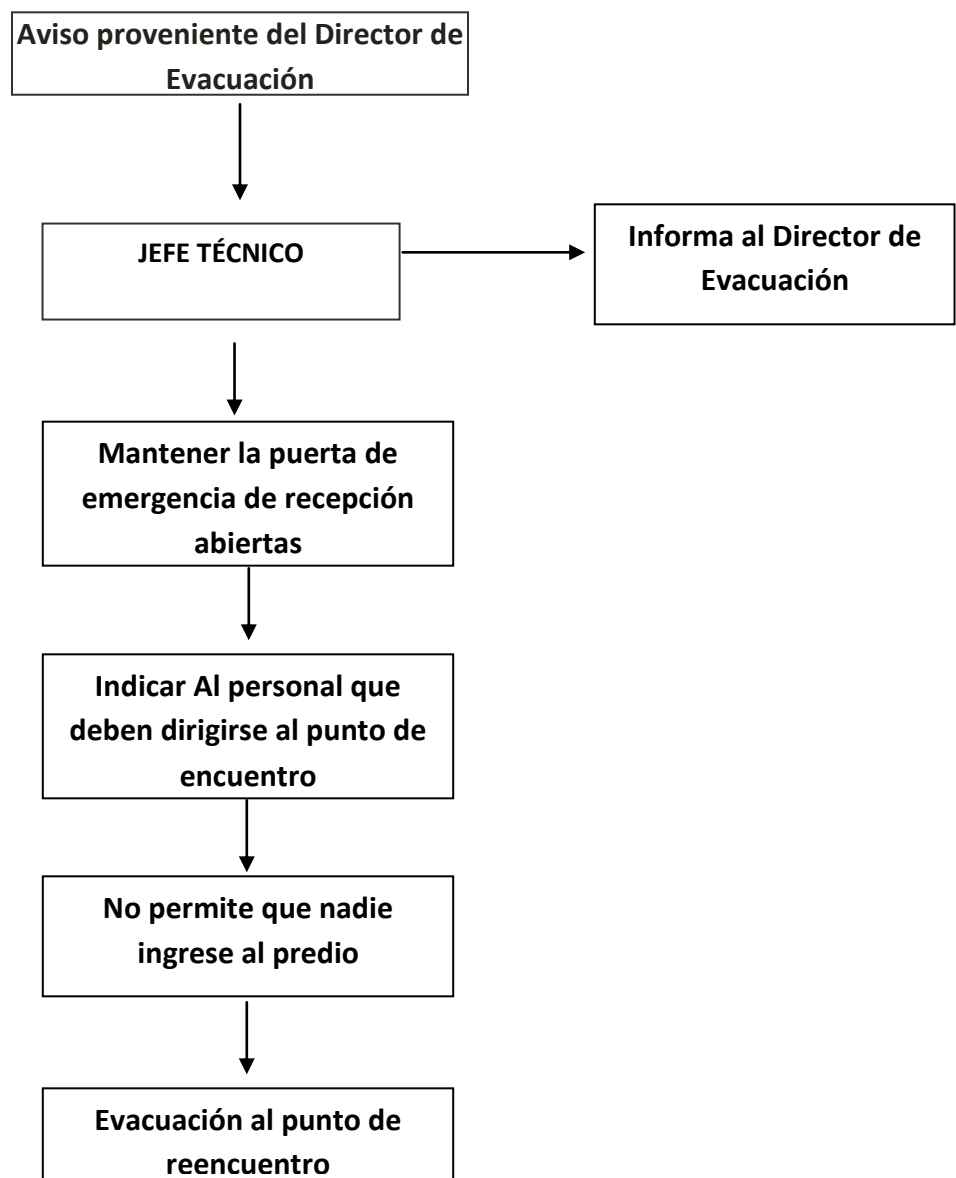 Aviso proveniente del Director de
Evacuación
JEFE TÉCNICO
Informa al Director de
Evacuación
Mantener la puerta de
emergencia de recepción
abiertas
Indicar Al personal que
deben dirigirse al punto de
encuentro
No permite que nadie
ingrese al predio
Evacuación al punto de
reencuentro